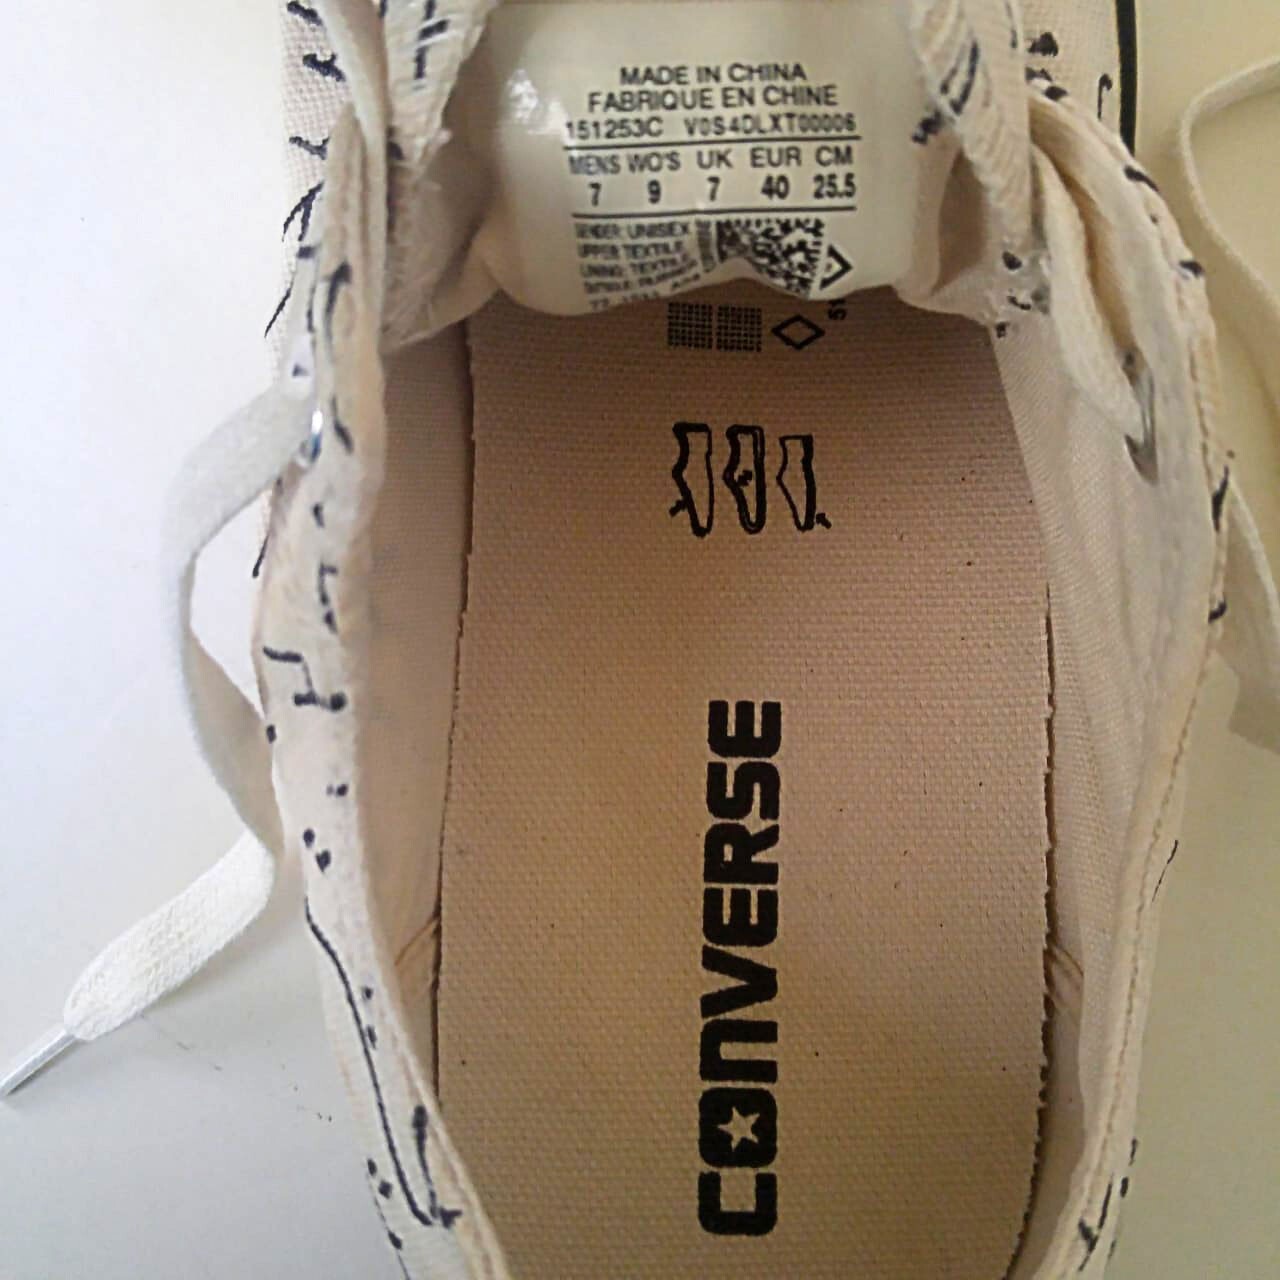 MADE IN CHINA
FABRIQUE EN CHINE
151253C V0S4DLXT00006
MENS WO'S UK EUR CM
7 9 7 40 25.5
GENDER: UNISEX
UPPER: TEXTILE
LINING: TEXTILE
CONVERSE